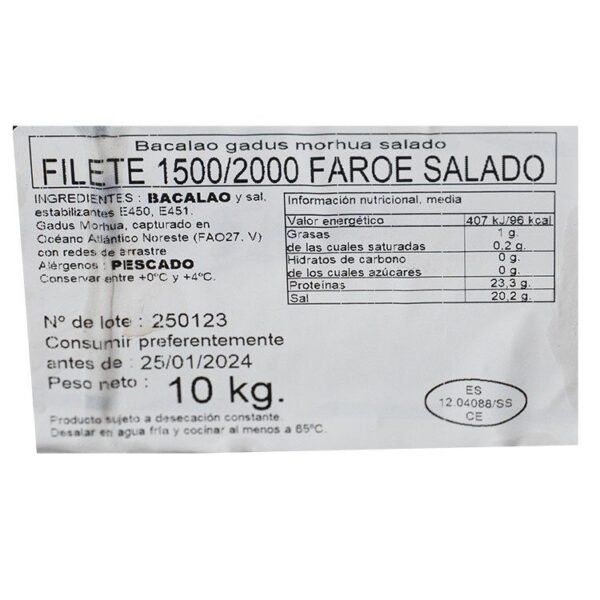 Bacalao gadus morhua salado
FILETE 1500/2000 FAROE SALADO
INGREDIENTES : BACALAO y sal,
estabilizantes E450, E451.
Gadus Morhua, capturado en
Océano Atlántico Noreste (FAO27. V)
con redes de arrastre
Alérgenos : PESCADO
Conservar entre +0ºC y +4ºC.
Información nutricional, media
Valor energético 407 kJ/96 kcal
Grasas 1 g.
de las cuales saturadas 0,2 g.
Hidratos de carbono 0 g.
de los cuales azúcares 0 g.
Proteínas 23,3 g.
Sal 20,2 g.
Nº de lote : 250123
Consumir preferentemente
antes de : 25/01/2024
Peso neto : 10 kg.
ES
12.04088/SS
CE
Producto sujeto a desecación constante.
Desalar en agua fría y cocinar al menos a 65ºC.